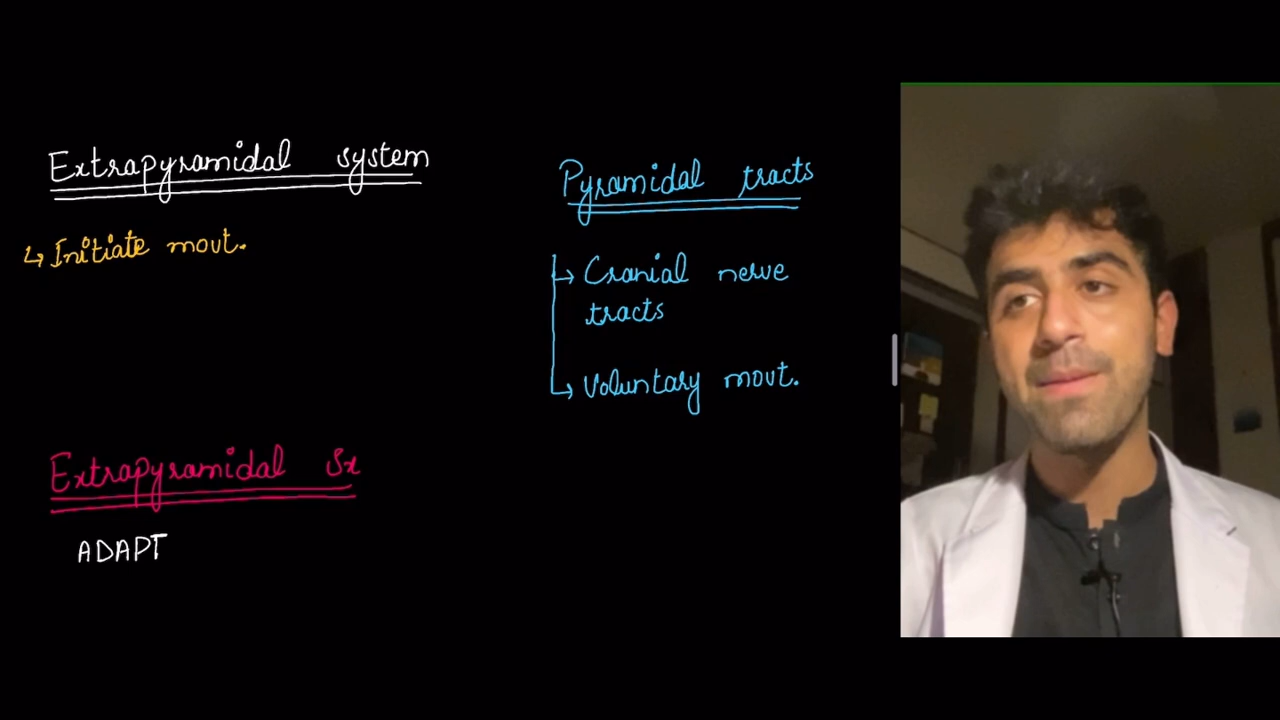 Extrapyramidal system
↳ Initiate movt.
Pyramidal tracts
→ Cranial nerve
tracts
↳ Voluntary movt.
Extrapyramidal Sx
ADAPT